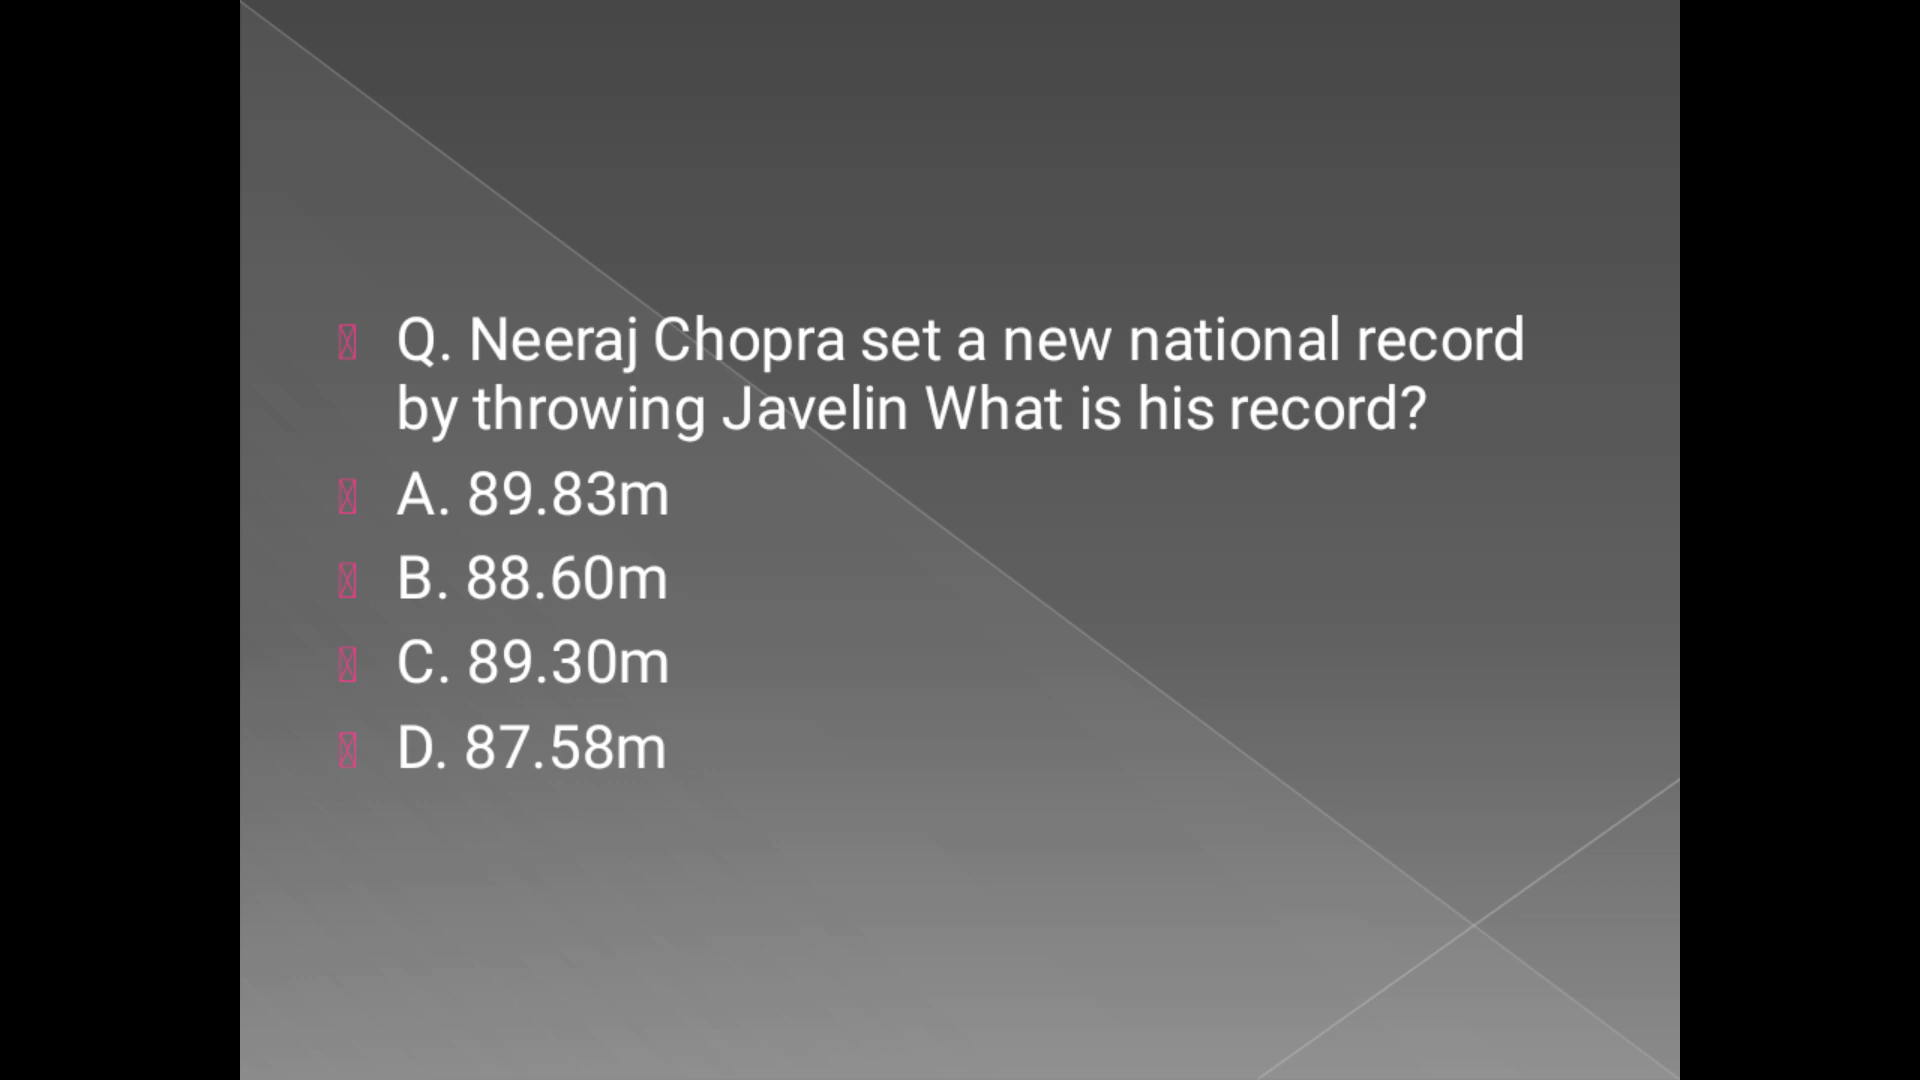 Q. Neeraj Chopra set a new national record
by throwing Javelin What is his record?
A. 89.83m
B. 88.60m
C. 89.30m
D. 87.58m